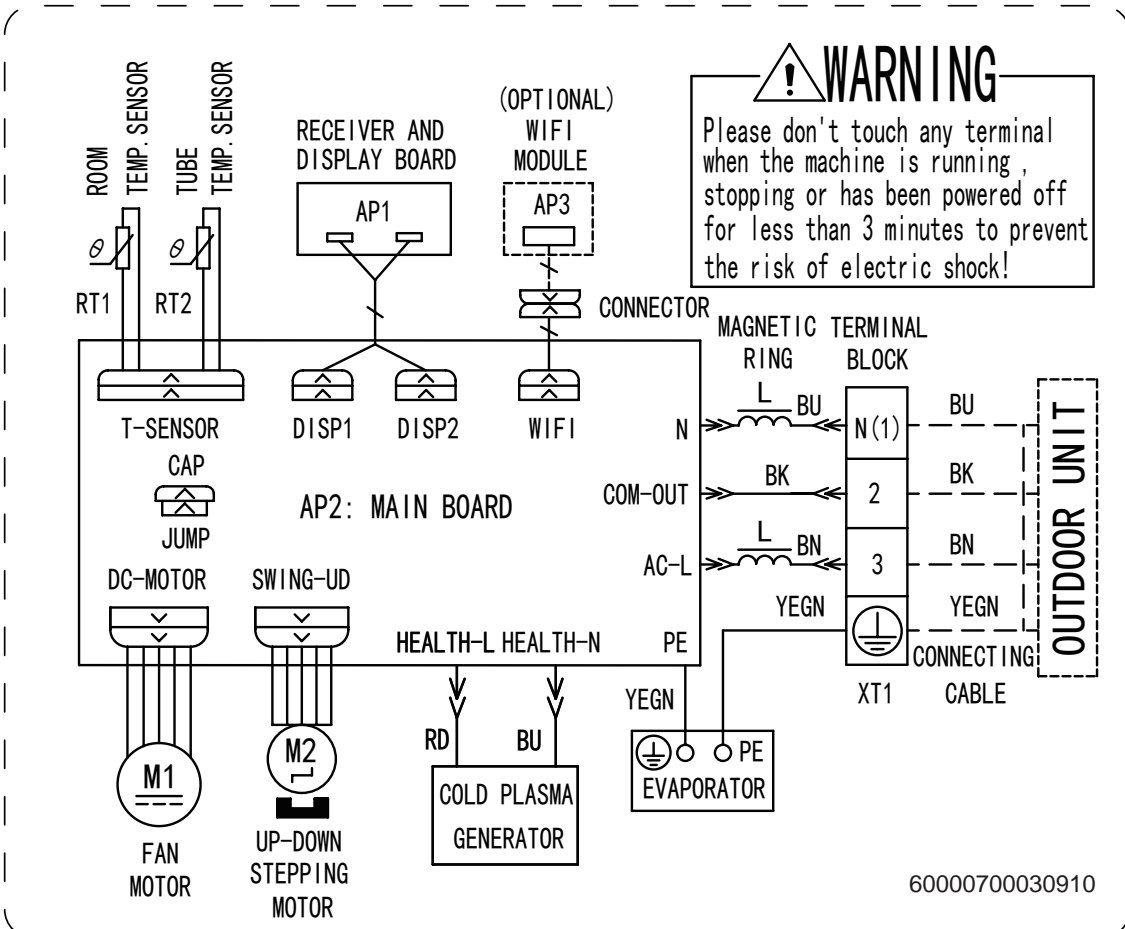 ROOM
TEMP. SENSOR
TUBE
TEMP. SENSOR
θ
θ
RT1
RT2
RECEIVER AND
DISPLAY BOARD
AP1
(OPTIONAL)
WIFI
MODULE
AP3
CONNECTOR
WARNING
Please don't touch any terminal
when the machine is running ,
stopping or has been powered off
for less than 3 minutes to prevent
the risk of electric shock!
T-SENSOR
DISP1
DISP2
WIFI
CAP
JUMP
AP2: MAIN BOARD
DC-MOTOR
SWING-UD
HEALTH-L
HEALTH-N
N
COM-OUT
AC-L
PE
MAGNETIC
RING
TERMINAL
BLOCK
L
BU
N(1)
BU
BK
2
BK
L
BN
3
BN
YEGN
YEGN
XT1
CONNECTING
CABLE
OUTDOOR UNIT
M1
FAN
MOTOR
M2
UP-DOWN
STEPPING
MOTOR
RD
BU
COLD PLASMA
GENERATOR
YEGN
PE
EVAPORATOR
60000700030910